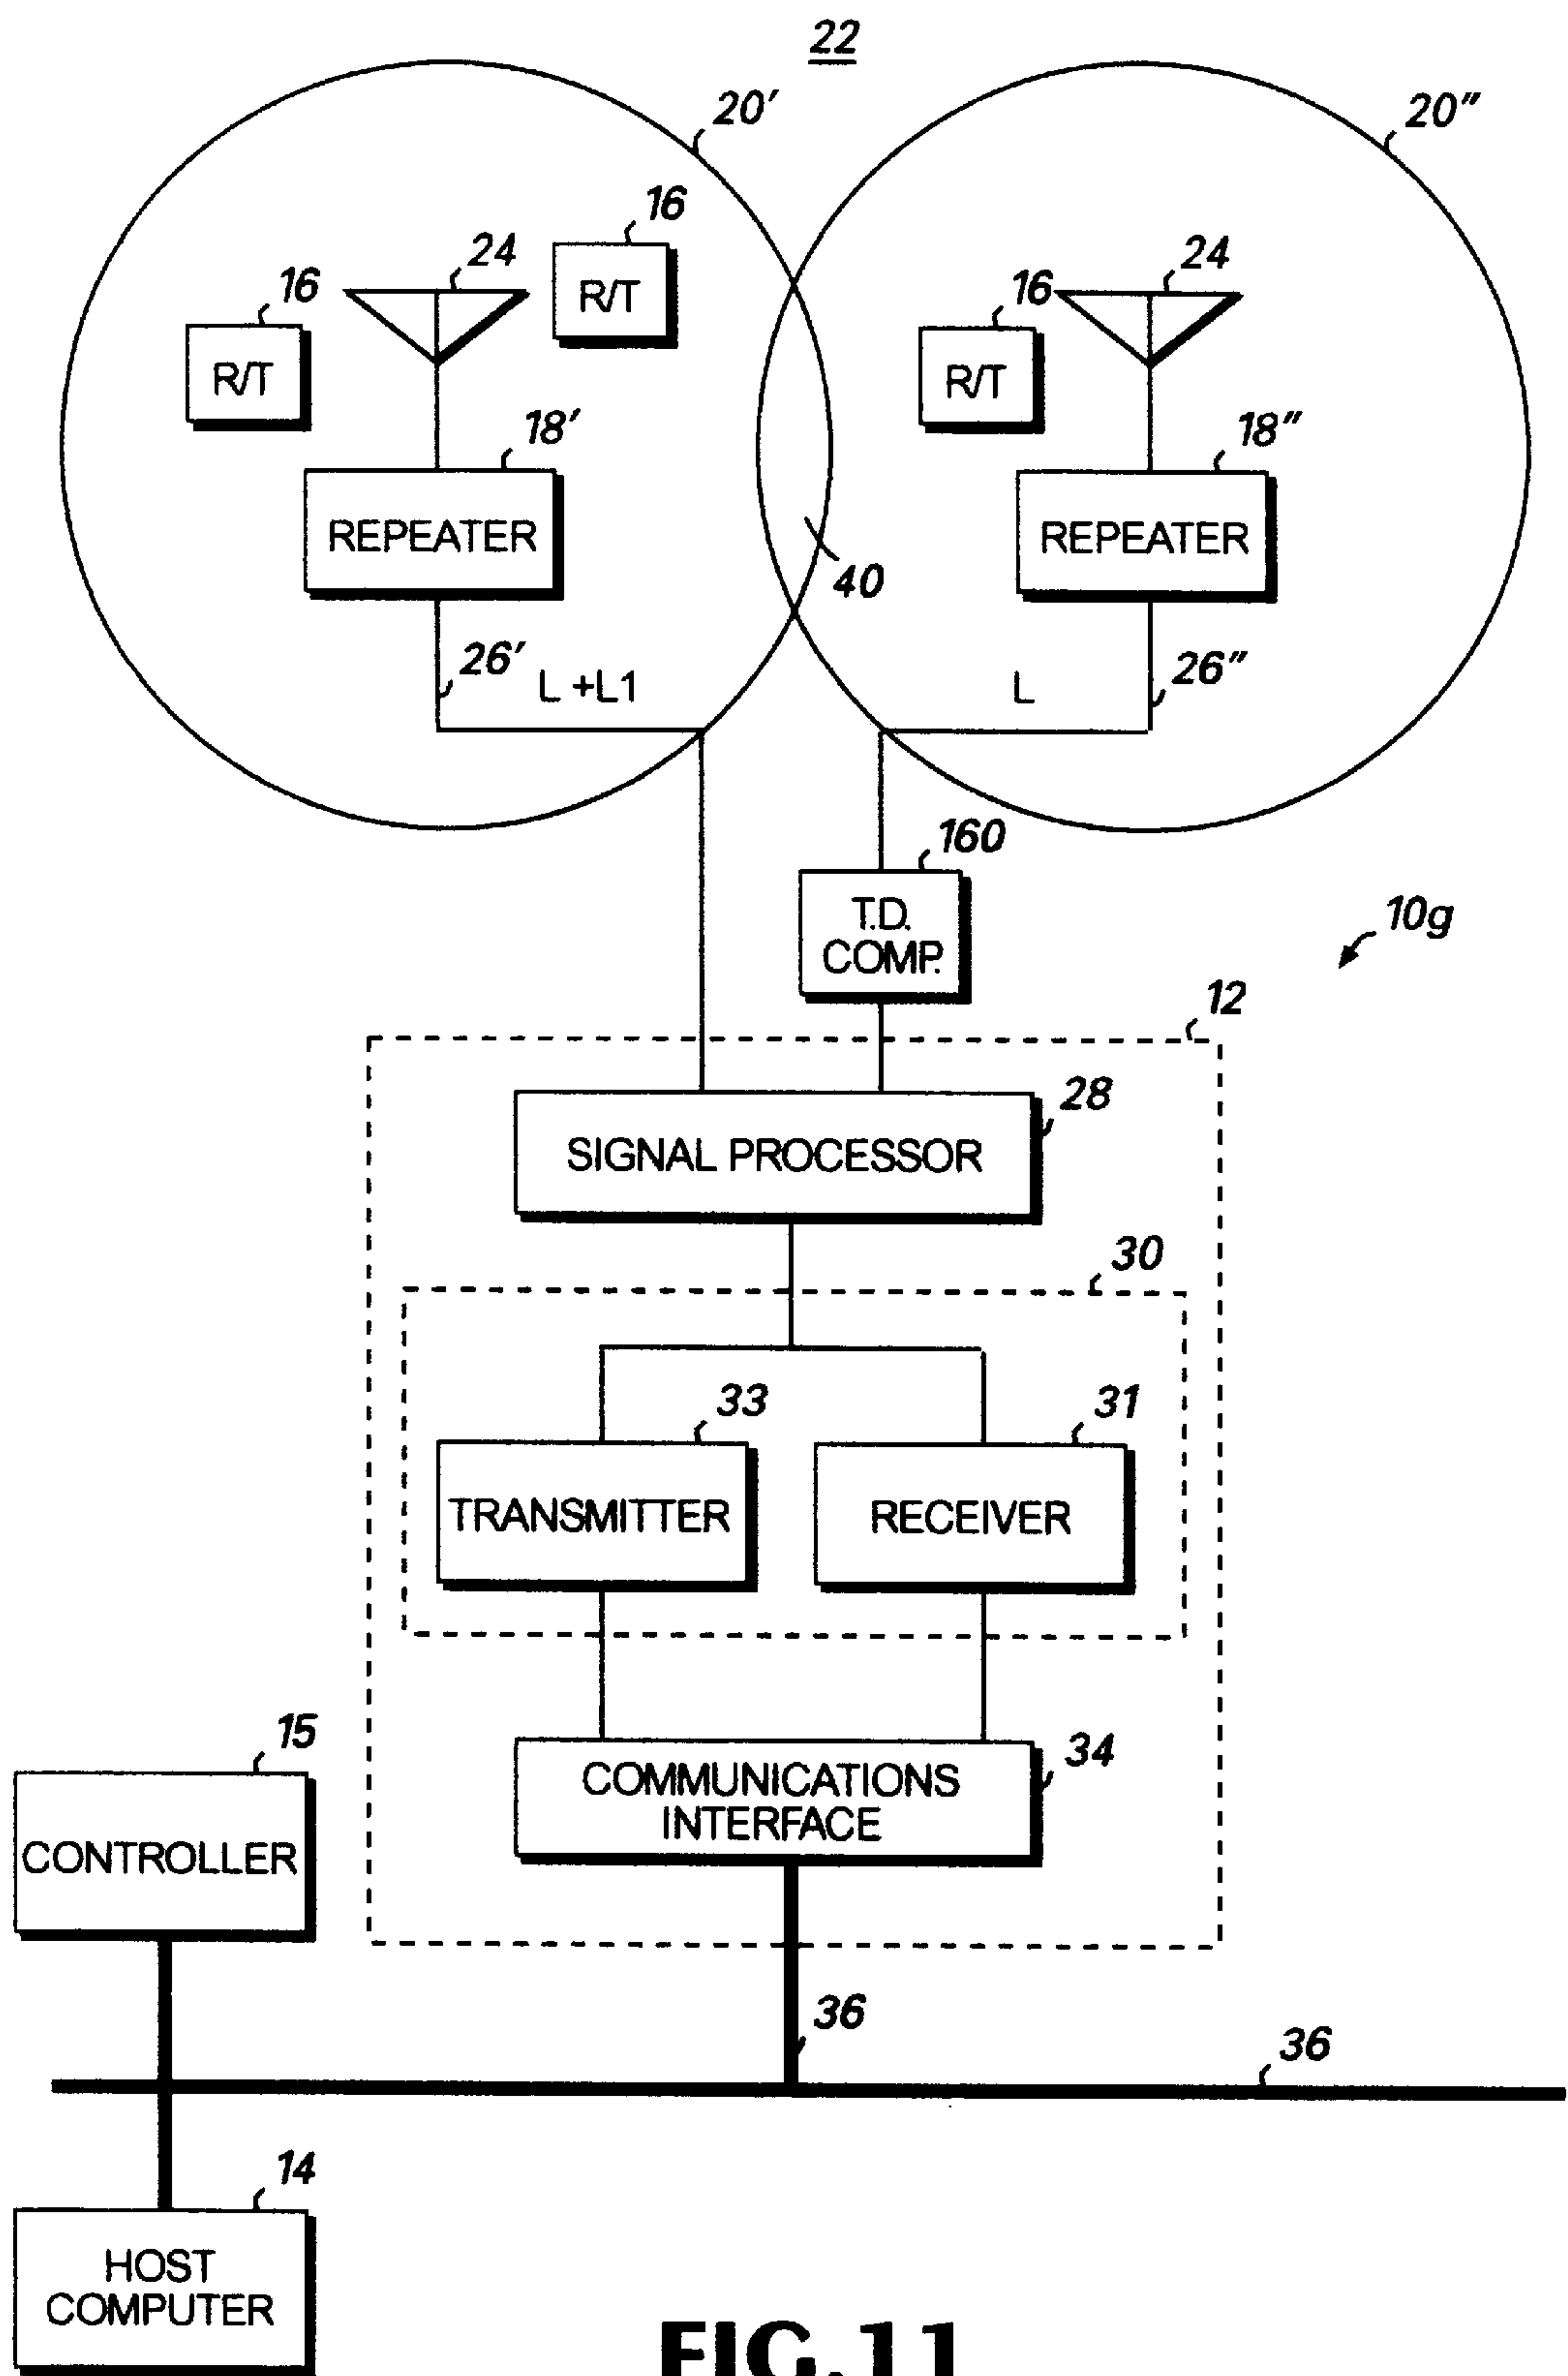 22
20′
20″
16
24
16
R/T
R/T
24
16
R/T
18′
REPEATER
18″
REPEATER
40
26′
L +L1
L
26″
160
T.D.
COMP.
10g
12
28
SIGNAL PROCESSOR
30
33
TRANSMITTER
31
RECEIVER
34
COMMUNICATIONS
INTERFACE
15
CONTROLLER
36
36
14
HOST
COMPUTER
FIG.11